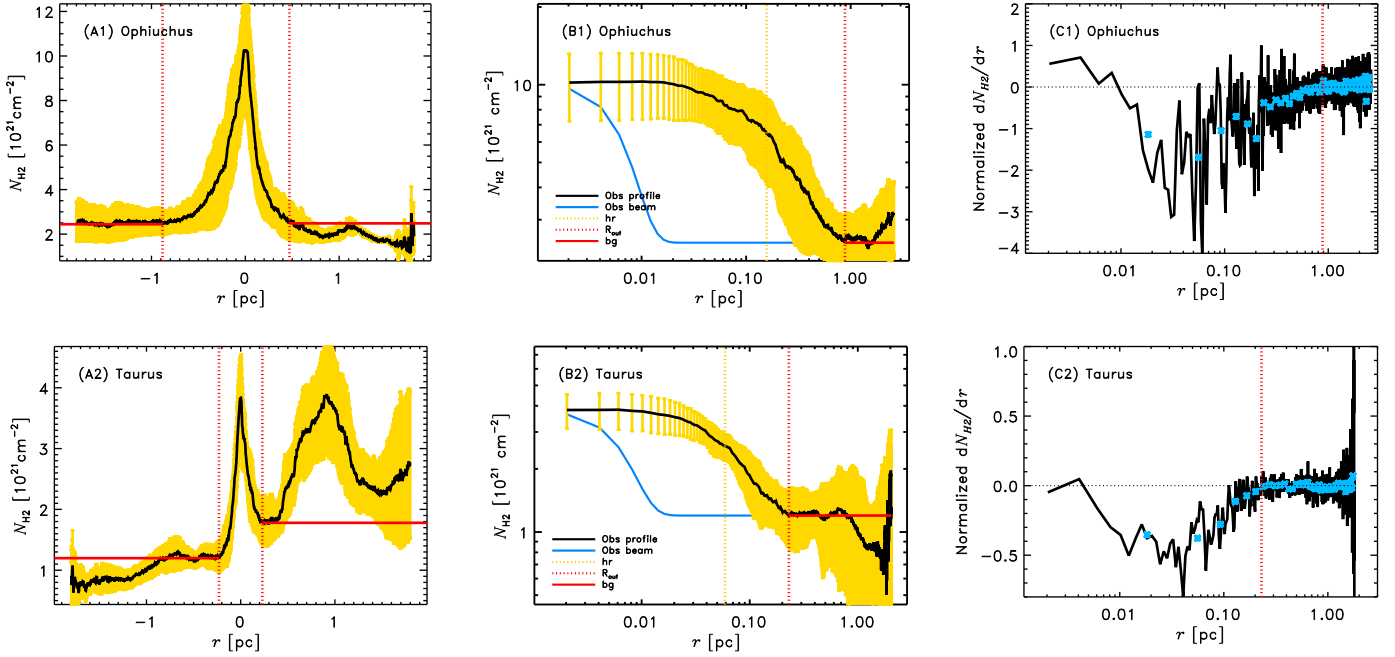 (A1) Ophiuchus
N_H2 [10^21 cm^−2]
12
10
8
6
4
2
−1
0
1
r [pc]
(B1) Ophiuchus
N_H2 [10^21 cm^−2]
10
Obs profile
Obs beam
hr
R_out
bg
0.01
0.10
1.00
r [pc]
(C1) Ophiuchus
Normalized dN_H2/dr
2
1
0
−1
−2
−3
−4
0.01
0.10
1.00
r [pc]
(A2) Taurus
N_H2 [10^21 cm^−2]
4
3
2
1
−1
0
1
r [pc]
(B2) Taurus
N_H2 [10^21 cm^−2]
1
Obs profile
Obs beam
hr
R_out
bg
0.01
0.10
1.00
r [pc]
(C2) Taurus
Normalized dN_H2/dr
1.0
0.5
0.0
−0.5
0.01
0.10
1.00
r [pc]